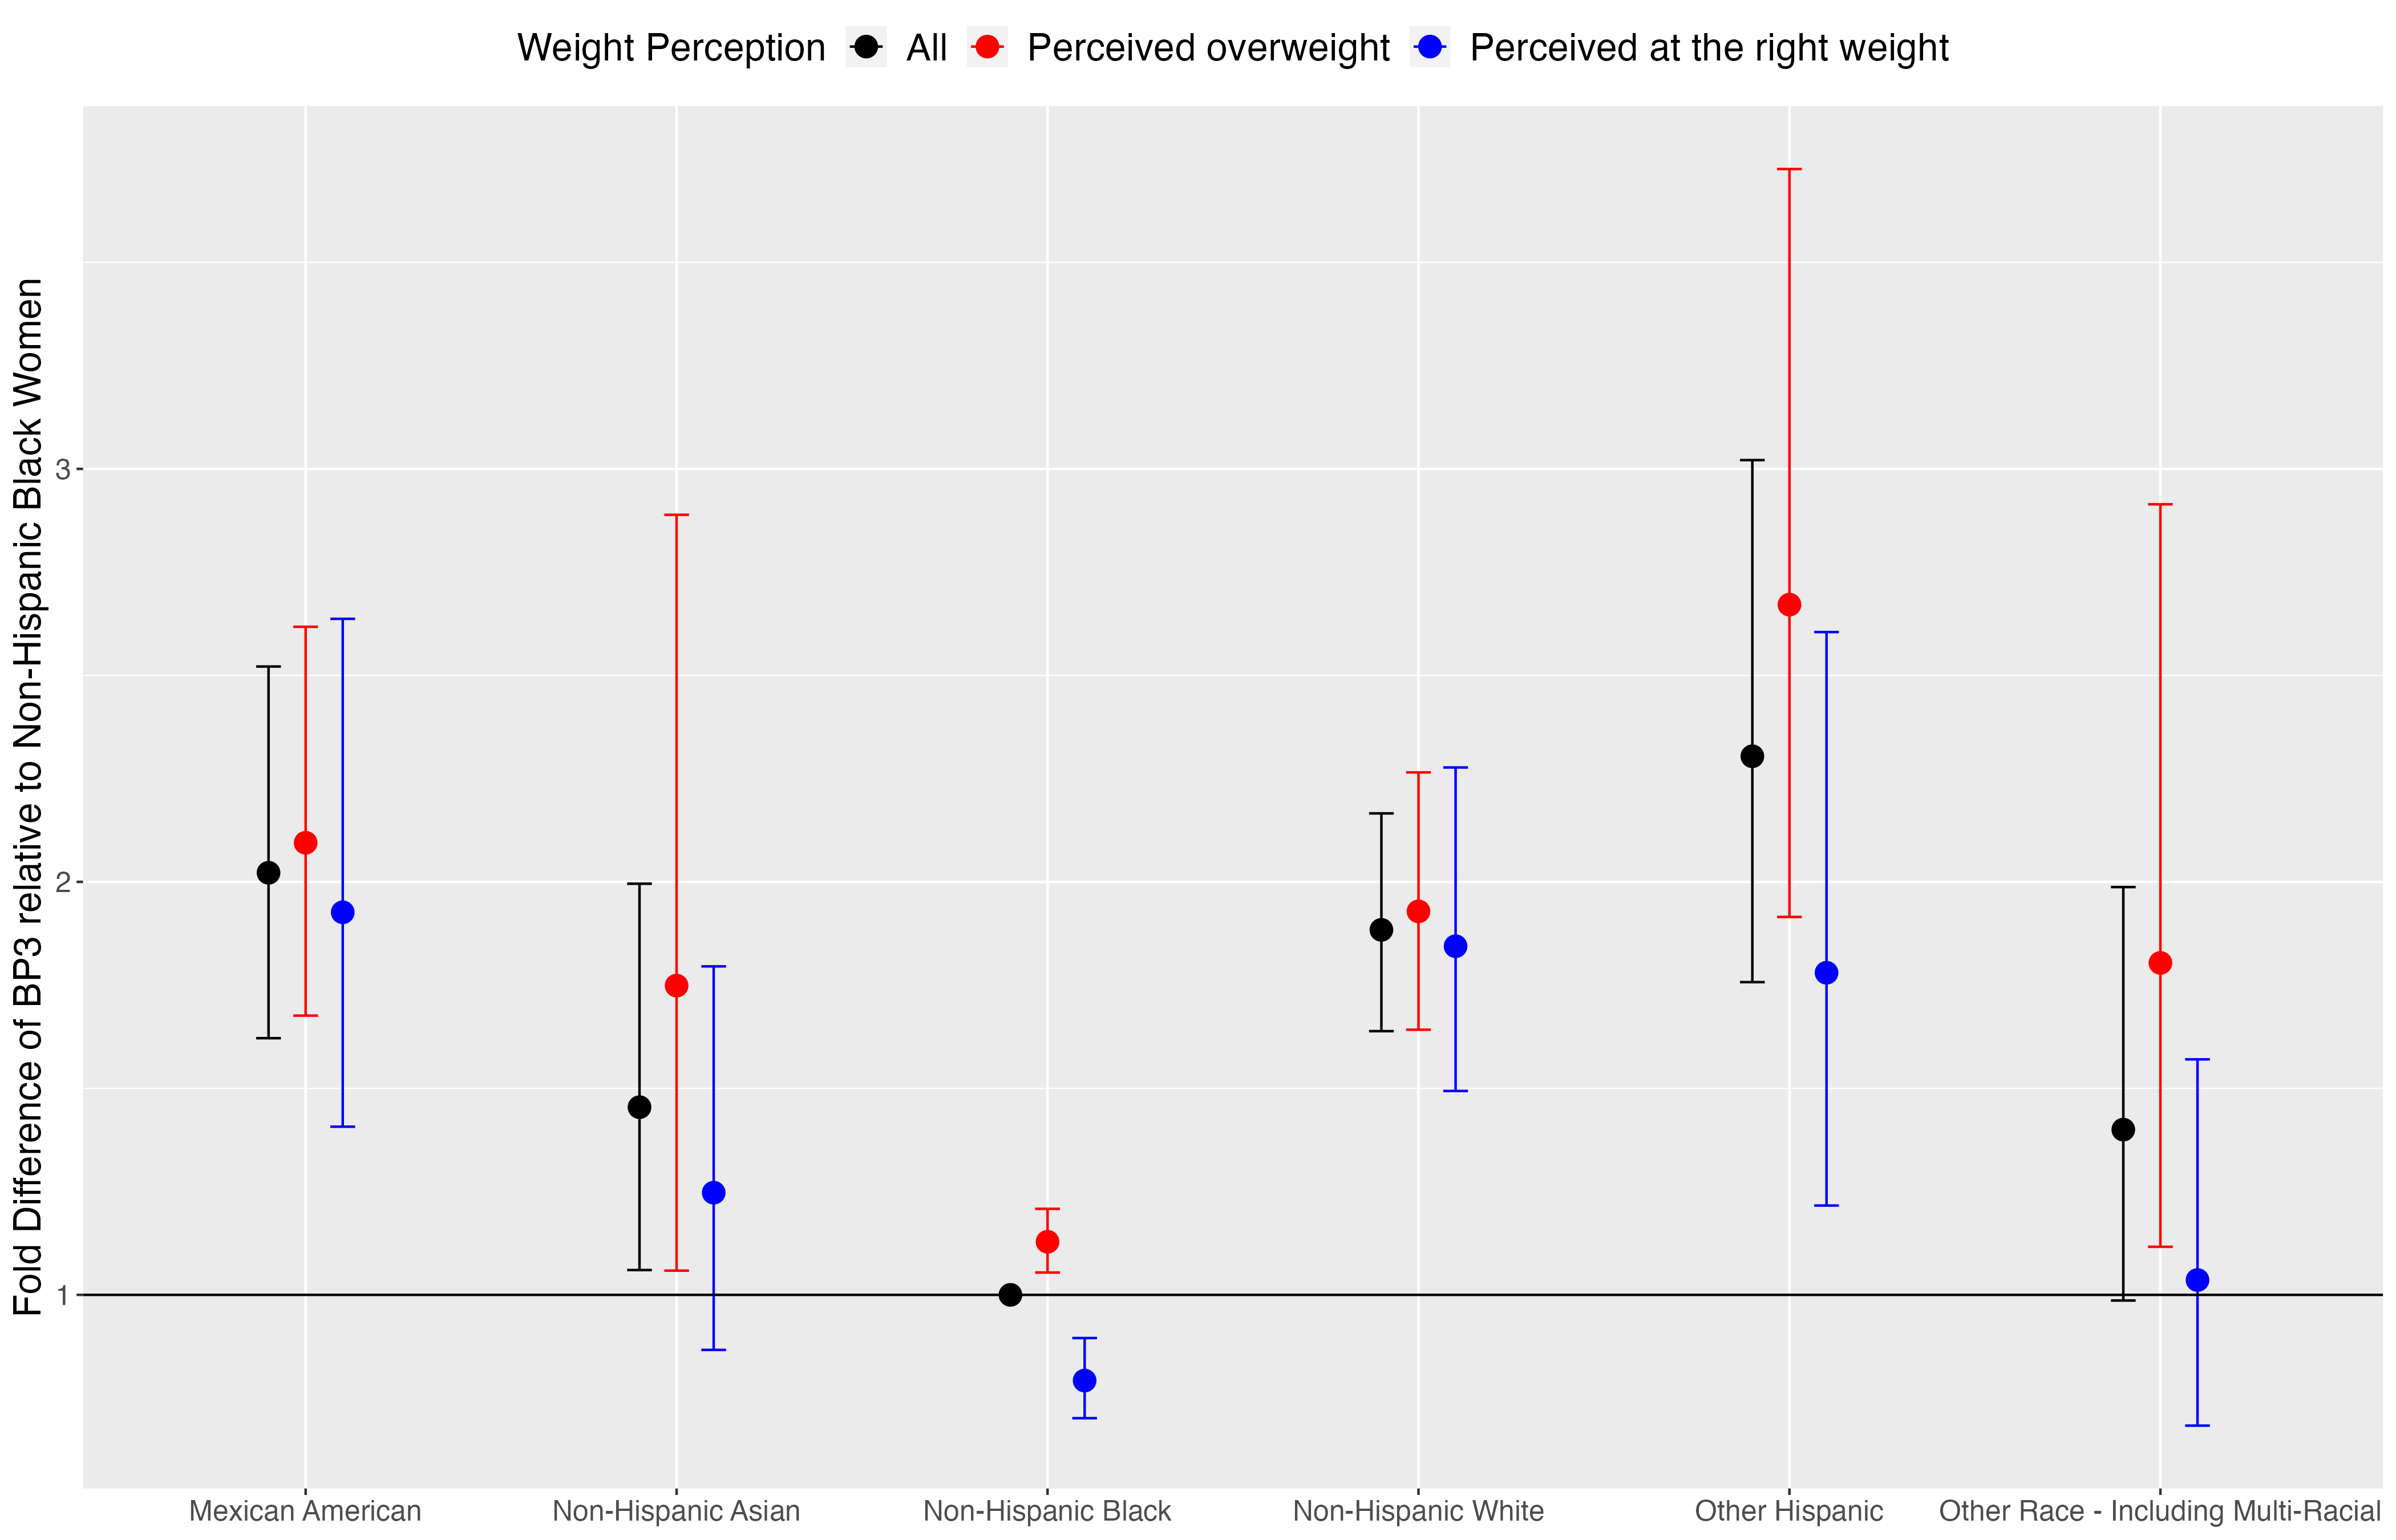 Weight Perception All Perceived overweight Perceived at the right weight
Fold Difference of BP3 relative to Non-Hispanic Black Women
3
2
1
Mexican American Non-Hispanic Asian Non-Hispanic Black Non-Hispanic White Other Hispanic Other Race - Including Multi-Racial